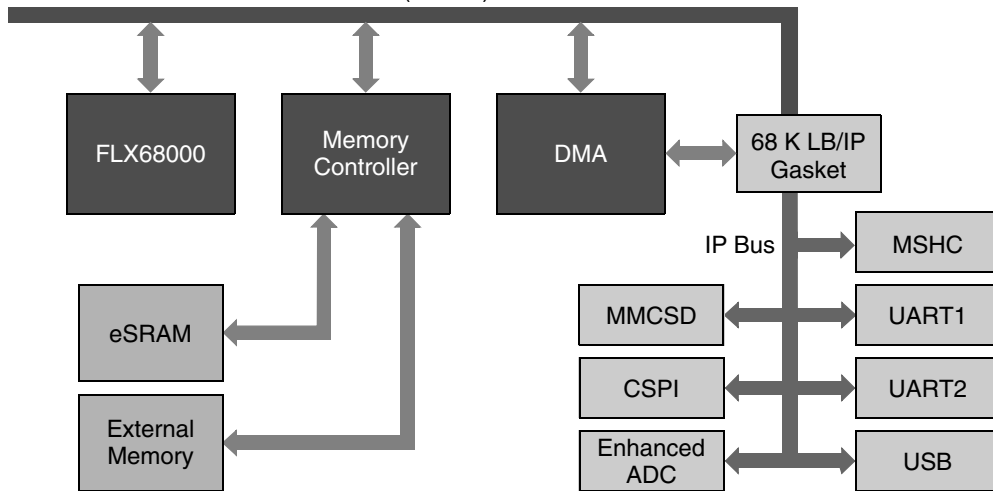 FLX68000
Memory
Controller
DMA
68 K LB/IP
Gasket
IP Bus
MSHC
eSRAM
MMCSD
UART1
CSPI
UART2
External
Memory
Enhanced
ADC
USB